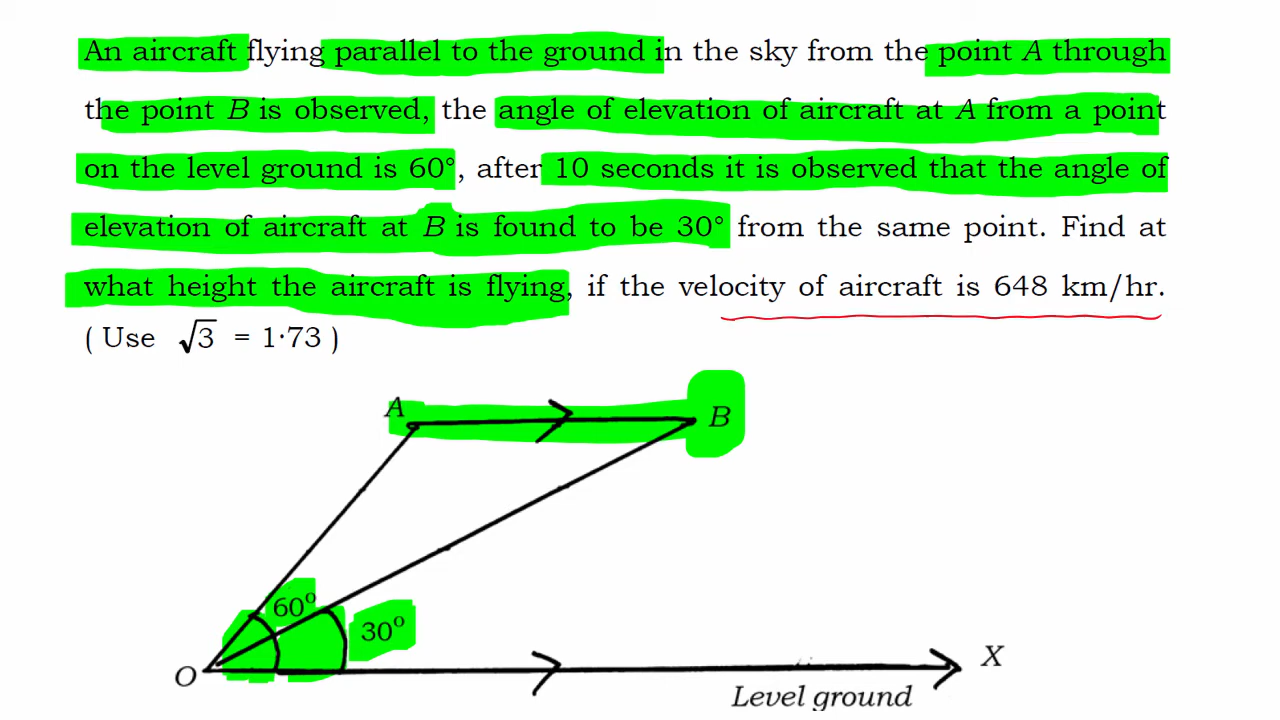 An aircraft flying parallel to the ground in the sky from the point A through
the point B is observed, the angle of elevation of aircraft at A from a point
on the level ground is 60°, after 10 seconds it is observed that the angle of
elevation of aircraft at B is found to be 30° from the same point. Find at
what height the aircraft is flying, if the velocity of aircraft is 648 km/hr.
( Use √3 = 1·73 )
A
B
60°
30°
O
X
Level ground